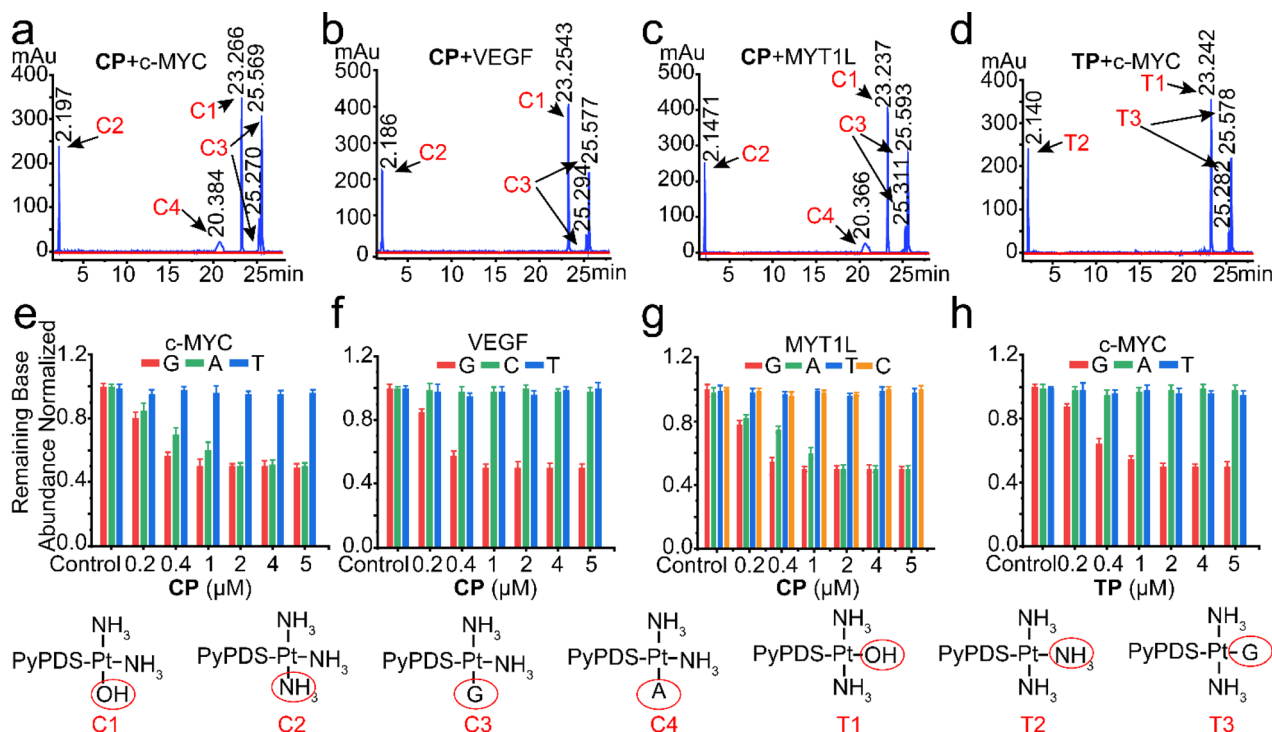 a
b
c
d
mAu
CP+c-MYC
400
300
200
100
0
2.197
C2
C4
20.384
C1
C3
23.266
25.270
25.569
5 10 15 20 25min
mAu
CP+VEGF
500
400
300
200
100
0
2.186
C2
C1
C3
23.2543
25.294
25.577
5 10 15 20 25min
mAu
CP+MYT1L
500
400
300
200
100
0
2.1471
C2
C1
C3
C4
20.366
23.237
25.311
25.593
5 10 15 20 25min
mAu
TP+c-MYC
500
400
300
200
100
0
2.140
T2
T1
T3
23.242
25.282
25.578
5 10 15 20 25min
e
f
g
h
Remaining Base
Abundance Normalized
c-MYC
G A T
1.2
0.8
0.4
0.0
Control 0.2 0.4 1 2 4 5
CP (µM)
VEGF
G C T
1.2
0.8
0.4
0
Control 0.2 0.4 1 2 4 5
CP (µM)
MYT1L
G A T C
1.2
0.8
0.4
0
Control 0.2 0.4 1 2 4 5
CP (µM)
c-MYC
G A T
1.2
0.8
0.4
0
Control 0.2 0.4 1 2 4 5
TP (µM)
NH3
PyPDS-Pt-NH3
OH
C1
NH3
PyPDS-Pt-NH3
NH3
C2
NH3
PyPDS-Pt-NH3
G
C3
NH3
PyPDS-Pt-NH3
A
C4
NH3
PyPDS-Pt-OH
NH3
T1
NH3
PyPDS-Pt-NH3
NH3
T2
NH3
PyPDS-Pt-G
NH3
T3